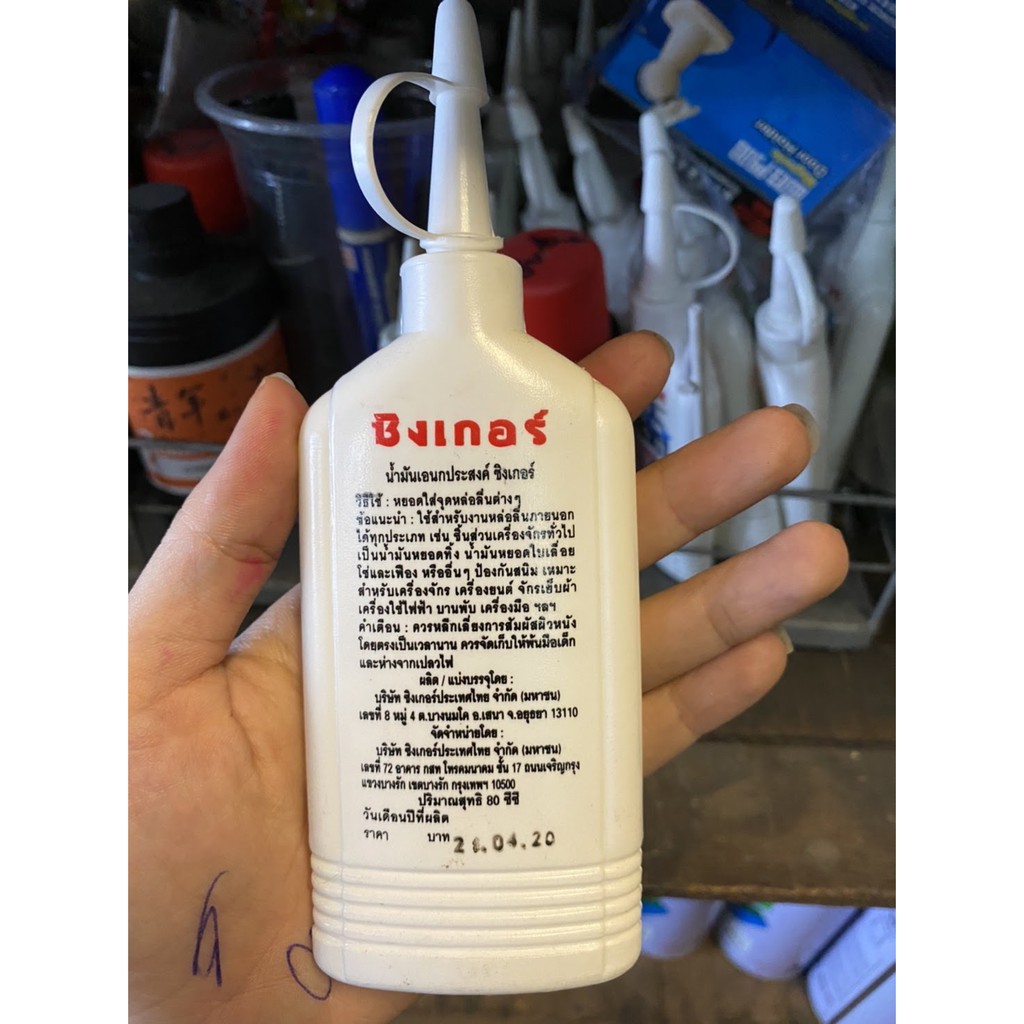 ซิงเกอร์
น้ำมันเอนกประสงค์ ซิงเกอร์
วิธีใช้ : หยอดใส่จุดหล่อลื่นต่างๆ
ข้อแนะนำ : ใช้สำหรับงานหล่อลื่นภายนอก
ได้ทุกประเภท เช่น ชิ้นส่วนเครื่องจักรทั่วไป
เป็นน้ำมันหยอดทิ้ง น้ำมันหยอดใบเลื่อย
โซ่และเฟือง หรืออื่นๆ ป้องกันสนิม เหมาะ
สำหรับเครื่องจักร เครื่องยนต์ จักรเย็บผ้า
เครื่องใช้ไฟฟ้า บานพับ เครื่องมือ ฯลฯ
คำเตือน : ควรหลีกเลี่ยงการสัมผัสผิวหนัง
โดยตรงเป็นเวลานาน ควรจัดเก็บให้พ้นมือเด็ก
และห่างจากเปลวไฟ
ผลิต / แบ่งบรรจุโดย :
บริษัท ซิงเกอร์ประเทศไทย จำกัด (มหาชน)
เลขที่ 8 หมู่ 4 ต.บางนมโค อ.เสนา จ.อยุธยา 13110
จัดจำหน่ายโดย :
บริษัท ซิงเกอร์ประเทศไทย จำกัด (มหาชน)
เลขที่ 72 อาคาร กสท โทรคมนาคม ชั้น 17 ถนนเจริญกรุง
แขวงบางรัก เขตบางรัก กรุงเทพฯ 10500
ปริมาณสุทธิ 80 ซีซี
วันเดือนปีที่ผลิต
ราคา บาท
Door Holder
青年